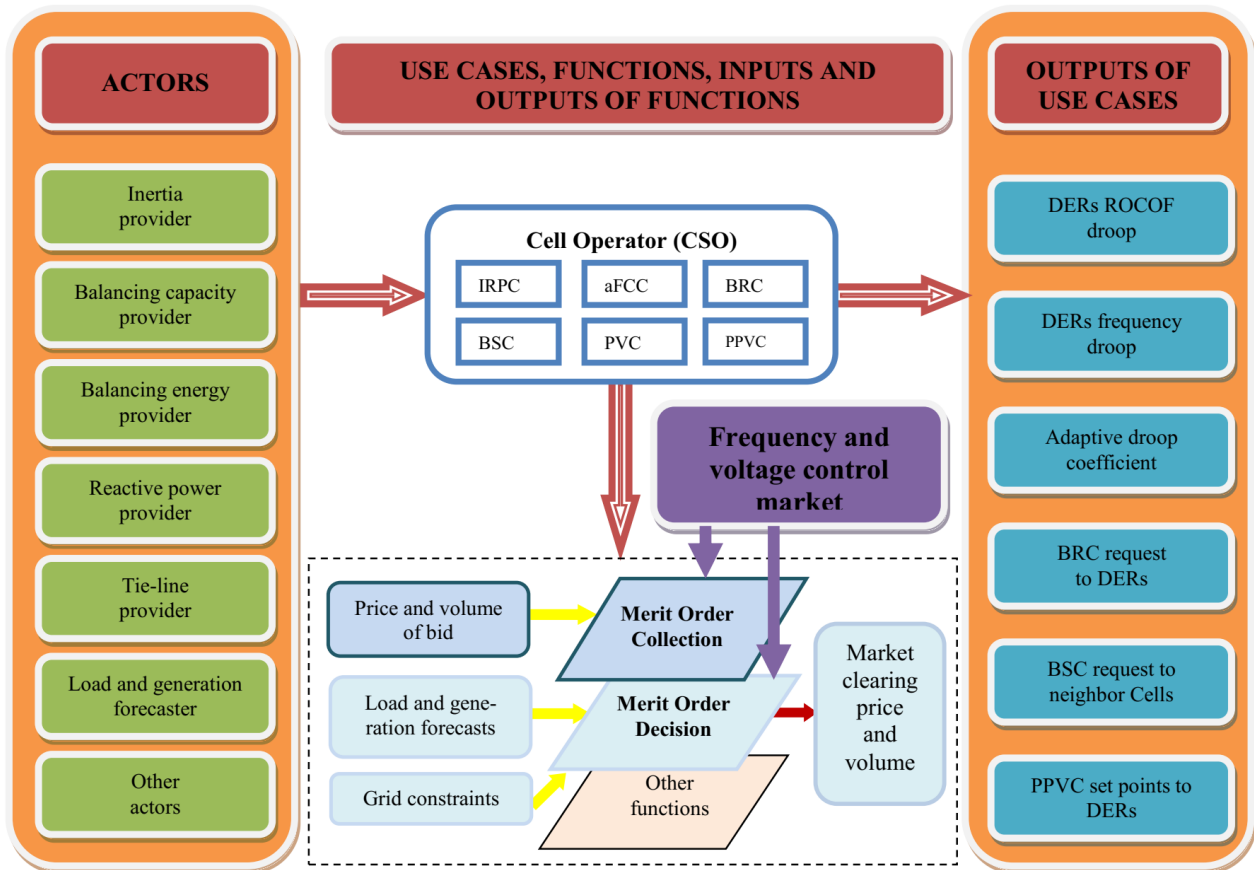 ACTORS
Inertia
provider
Balancing capacity
provider
Balancing energy
provider
Reactive power
provider
Tie-line
provider
Load and generation
forecaster
Other
actors
USE CASES, FUNCTIONS, INPUTS AND
OUTPUTS OF FUNCTIONS
Cell Operator (CSO)
IRPC
aFCC
BRC
BSC
PVC
PPVC
Frequency and
voltage control
market
Price and volume
of bid
Merit Order
Collection
Load and gene-
ration forecasts
Merit Order
Decision
Grid constraints
Other
functions
Market
clearing
price
and
volume
OUTPUTS OF
USE CASES
DERs ROCOF
droop
DERs frequency
droop
Adaptive droop
coefficient
BRC request
to DERs
BSC request to
neighbor Cells
PPVC set points to
DERs